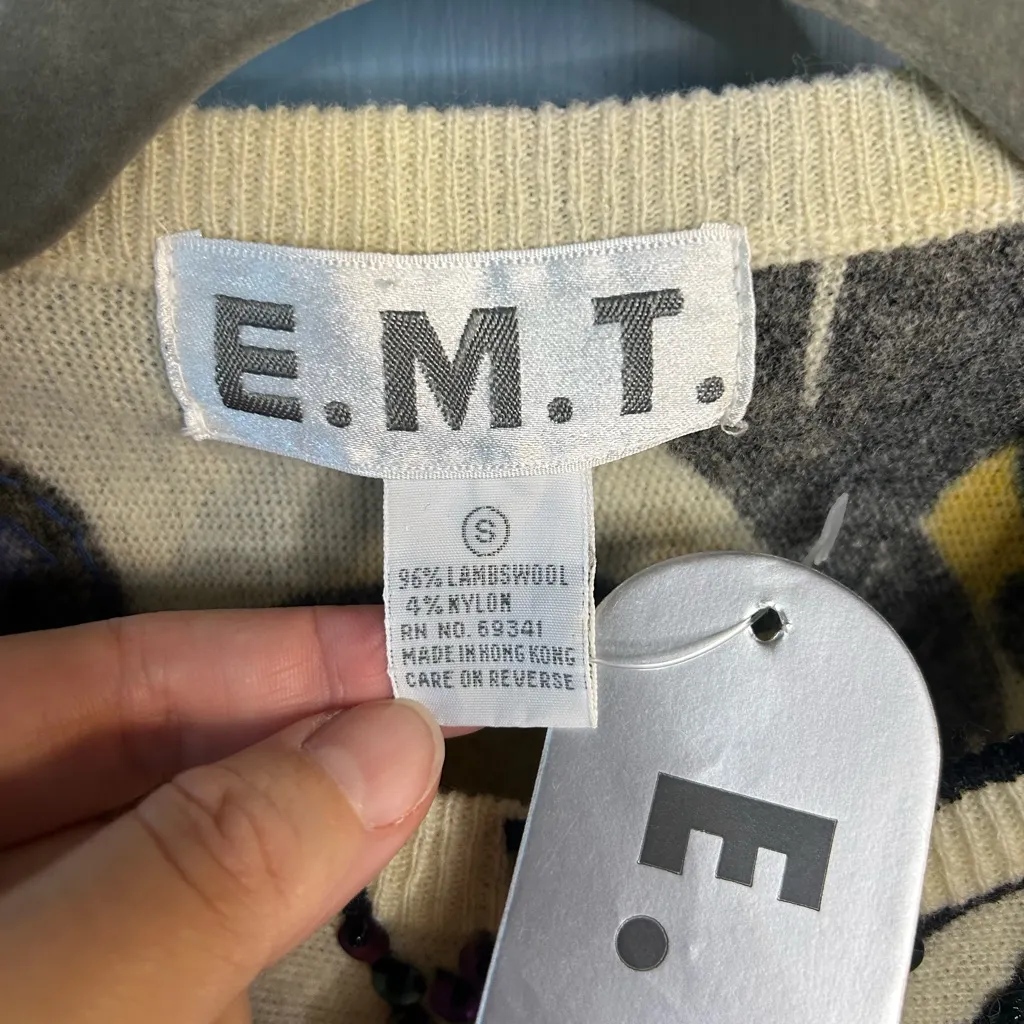 E.M.T.
S
96% LAMBSWOOL
4% NYLON
RN NO. 69341
MADE IN HONG KONG
CARE ON REVERSE
E.